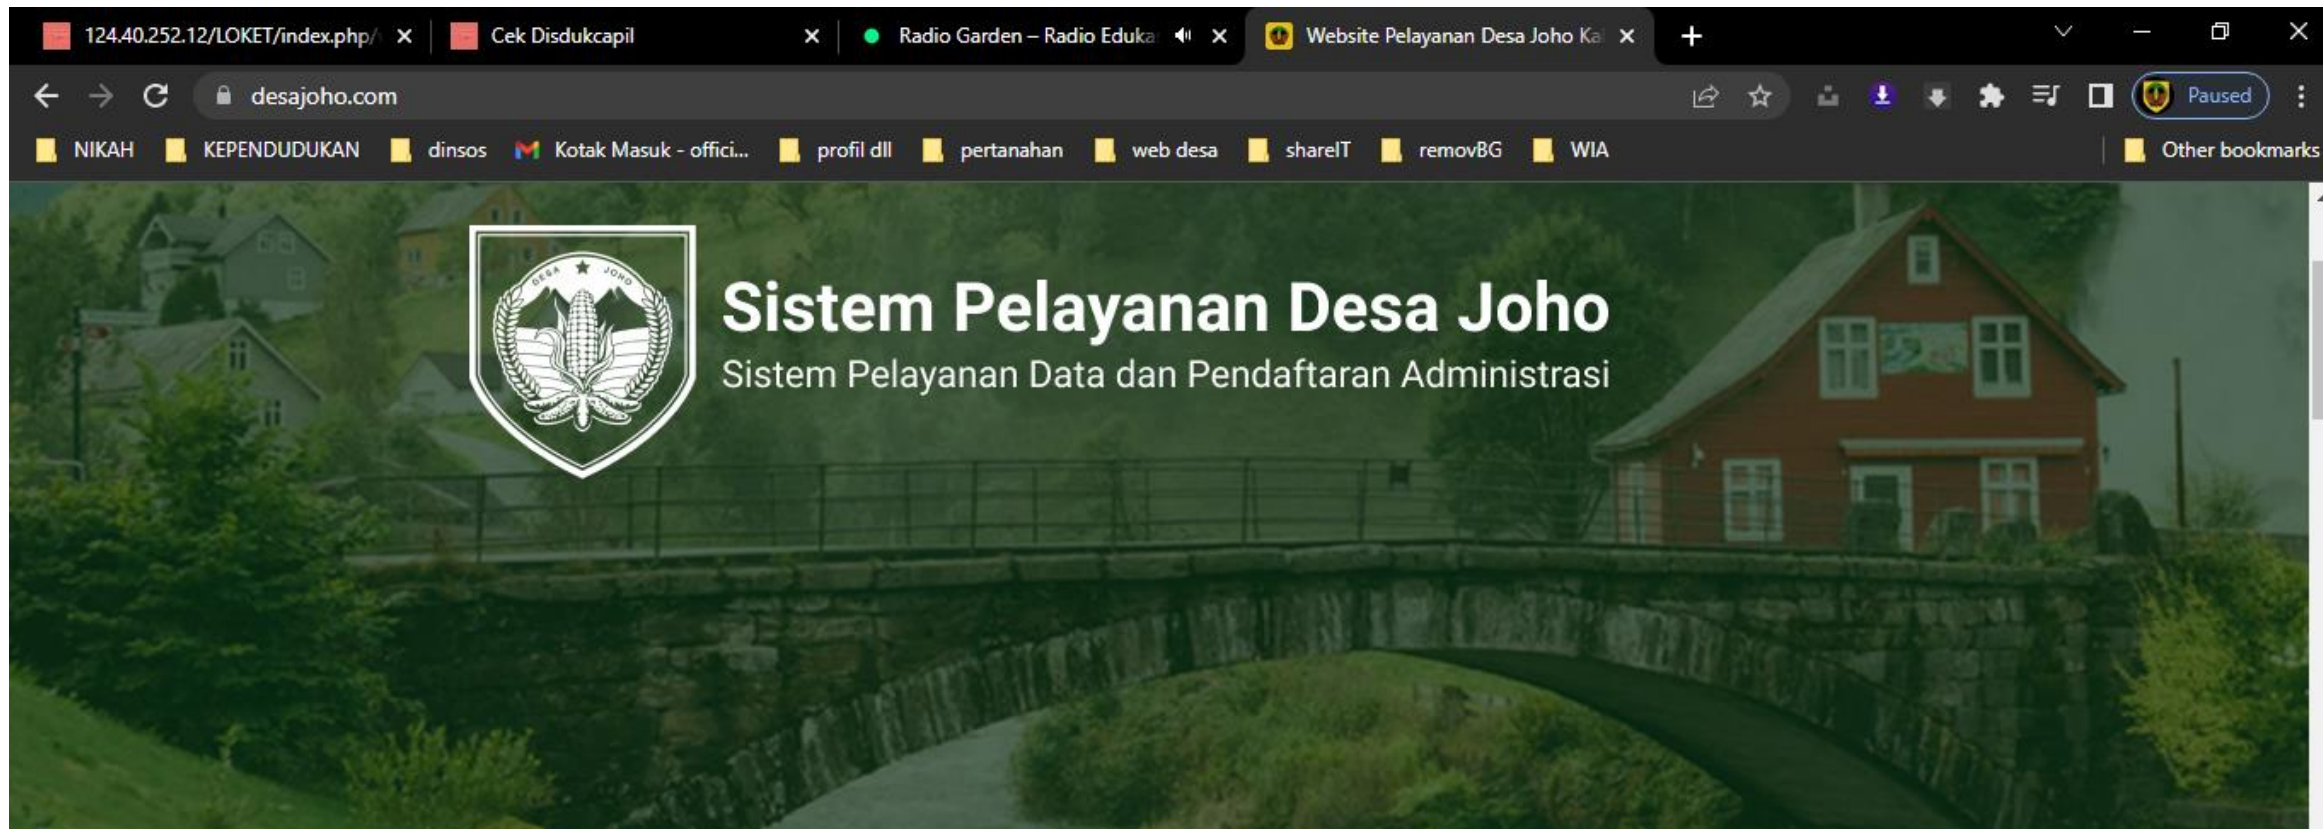 124.40.252.12/LOKET/index.php/
Cek Disdukcapil
Radio Garden – Radio Eduka
Website Pelayanan Desa Joho Ka
desajoho.com
Paused
NIKAH
KEPENDUDUKAN
dinsos
Kotak Masuk - offici...
profil dll
pertanahan
web desa
shareIT
removBG
WIA
Other bookmarks
DESA JOHO
Sistem Pelayanan Desa Joho
Sistem Pelayanan Data dan Pendaftaran Administrasi